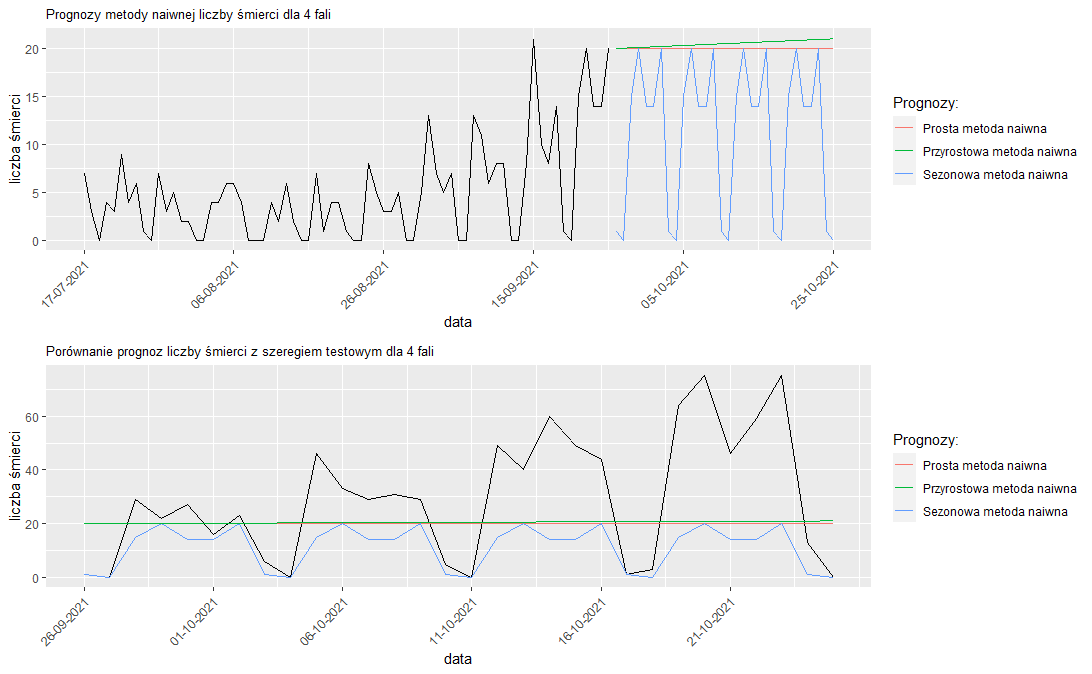 Prognozy metody naiwnej liczby śmierci dla 4 fali
liczba śmierci
20
15
10
5
0
17-07-2021
06-08-2021
26-08-2021
15-09-2021
05-10-2021
25-10-2021
data
Prognozy:
Prosta metoda naiwna
Przyrostowa metoda naiwna
Sezonowa metoda naiwna
Porównanie prognoz liczby śmierci z szeregiem testowym dla 4 fali
liczba śmierci
60
40
20
0
26-09-2021
01-10-2021
06-10-2021
11-10-2021
16-10-2021
21-10-2021
data
Prognozy:
Prosta metoda naiwna
Przyrostowa metoda naiwna
Sezonowa metoda naiwna